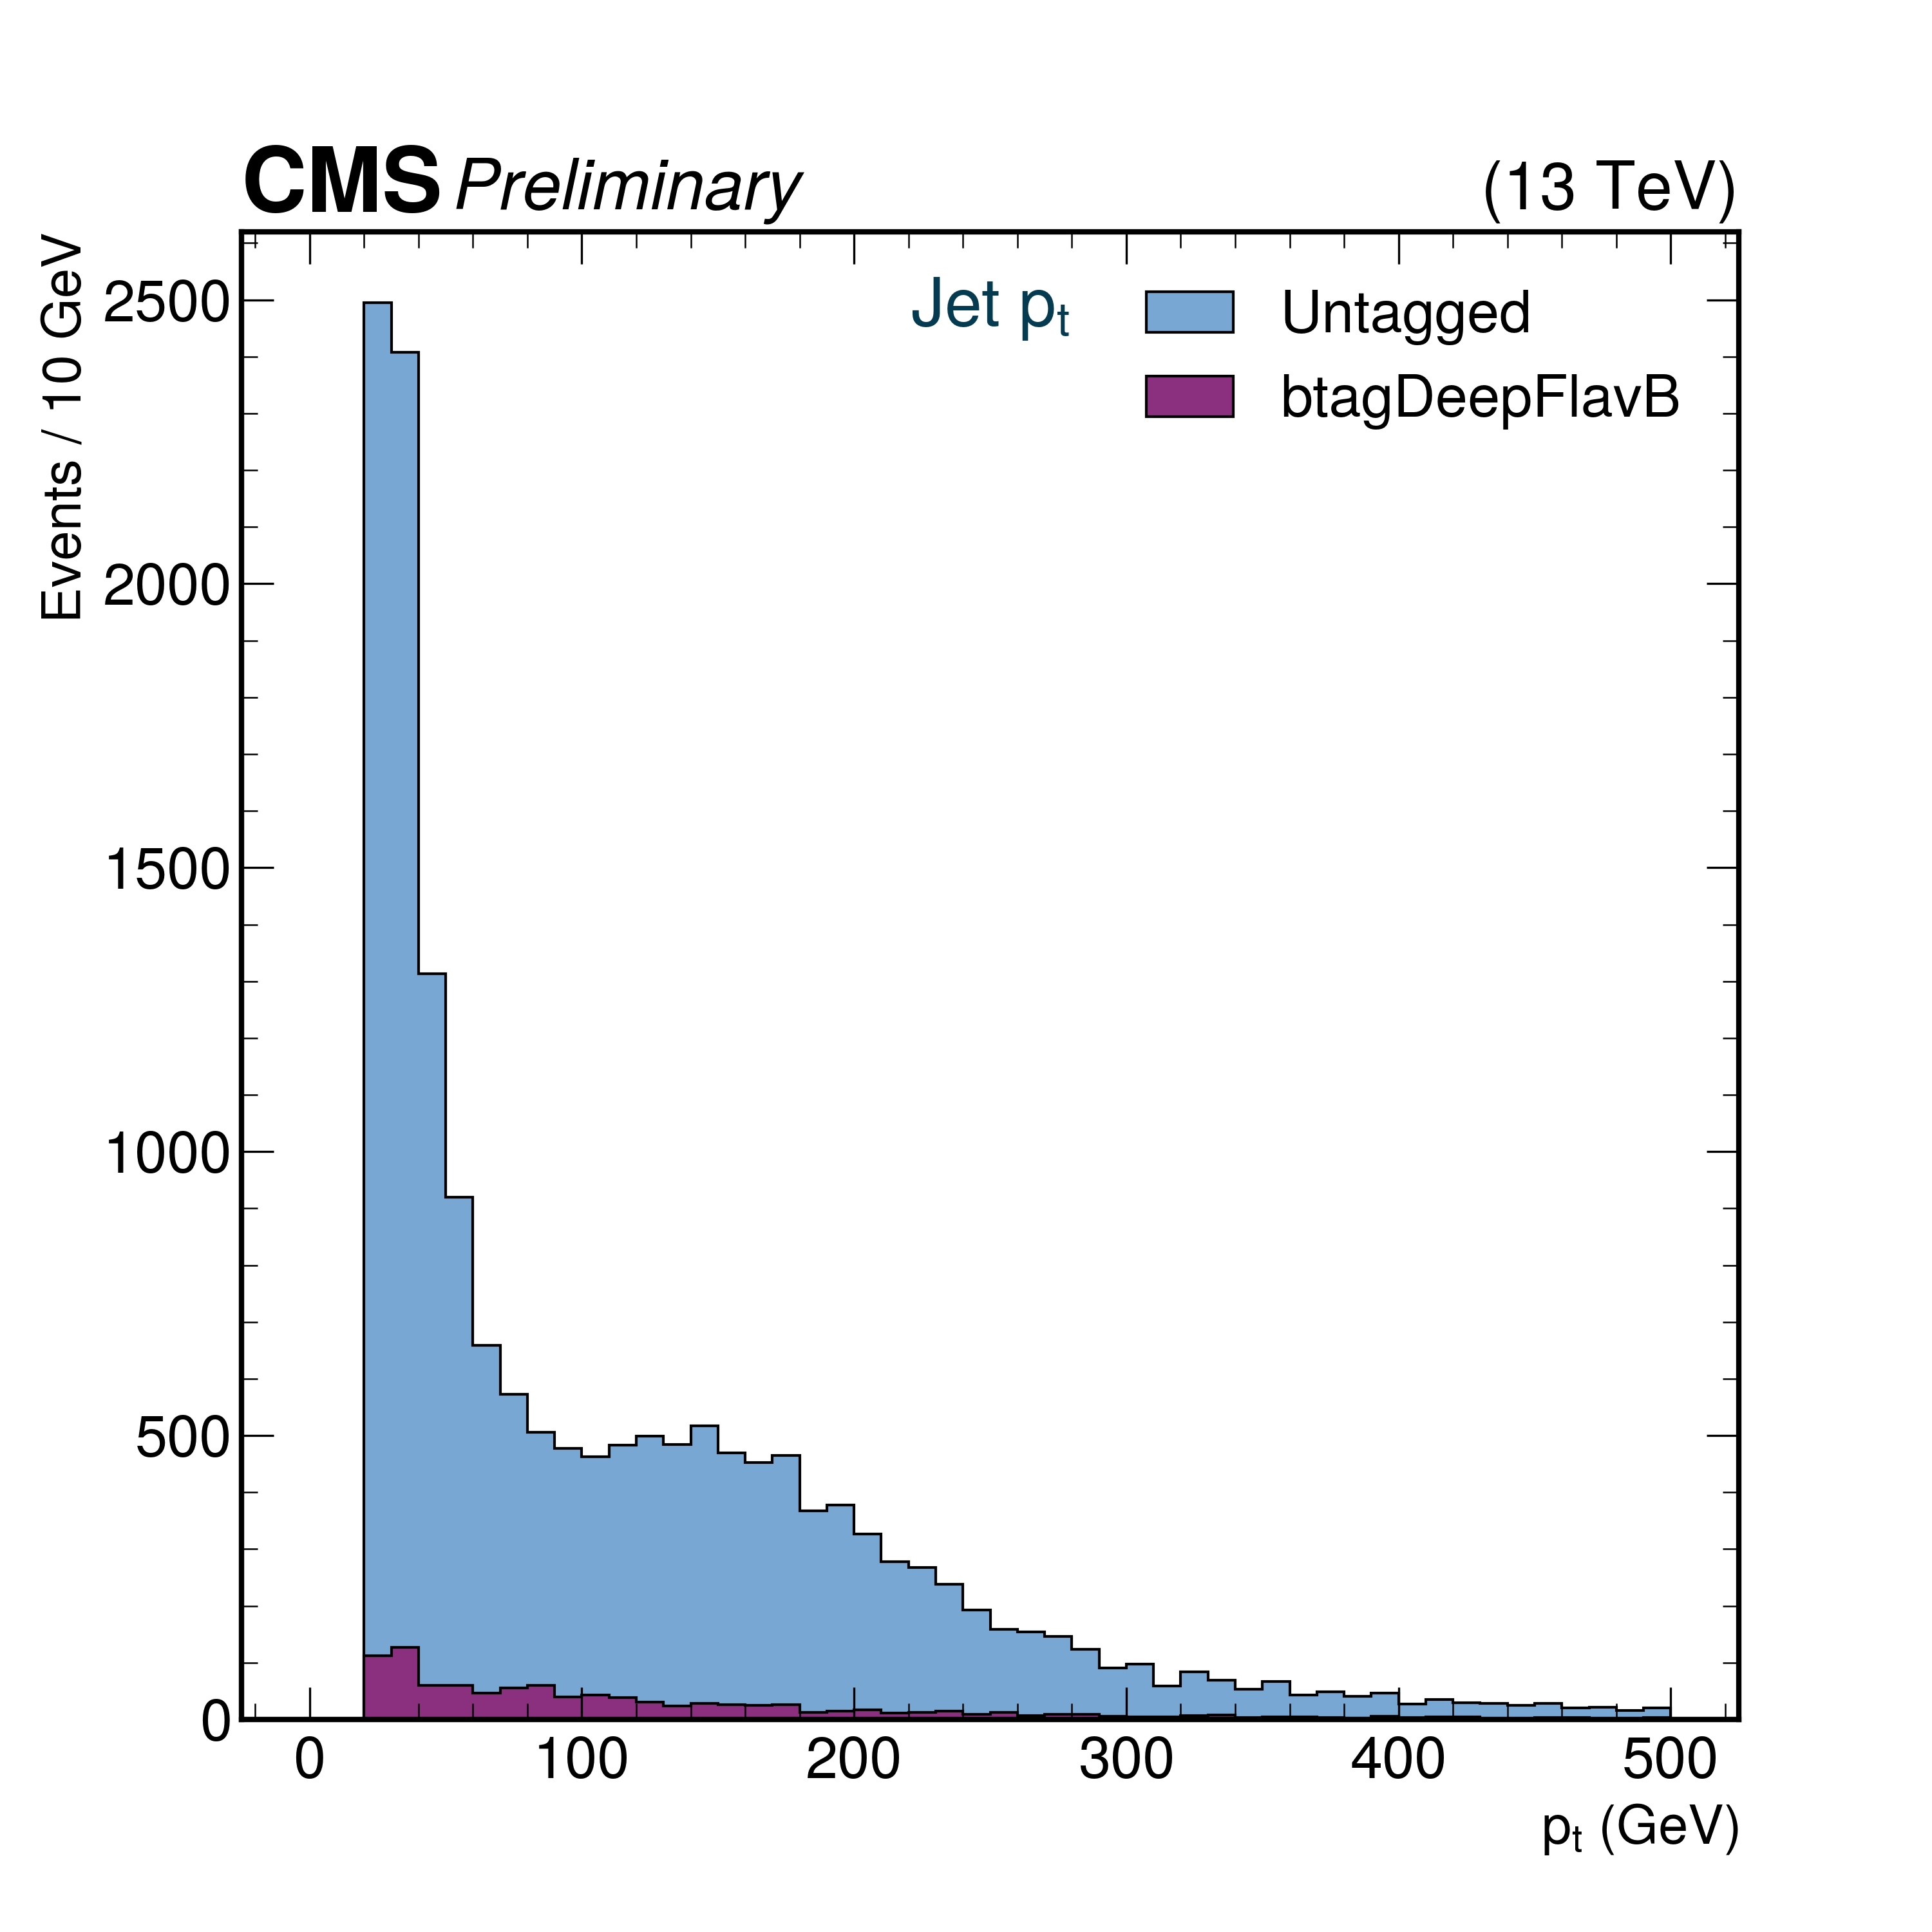 CMS Preliminary (13 TeV)
Events / 10 GeV
Jet pt
Untagged
btagDeepFlavB
2500
2000
1500
1000
500
0
0 100 200 300 400 500
pt (GeV)